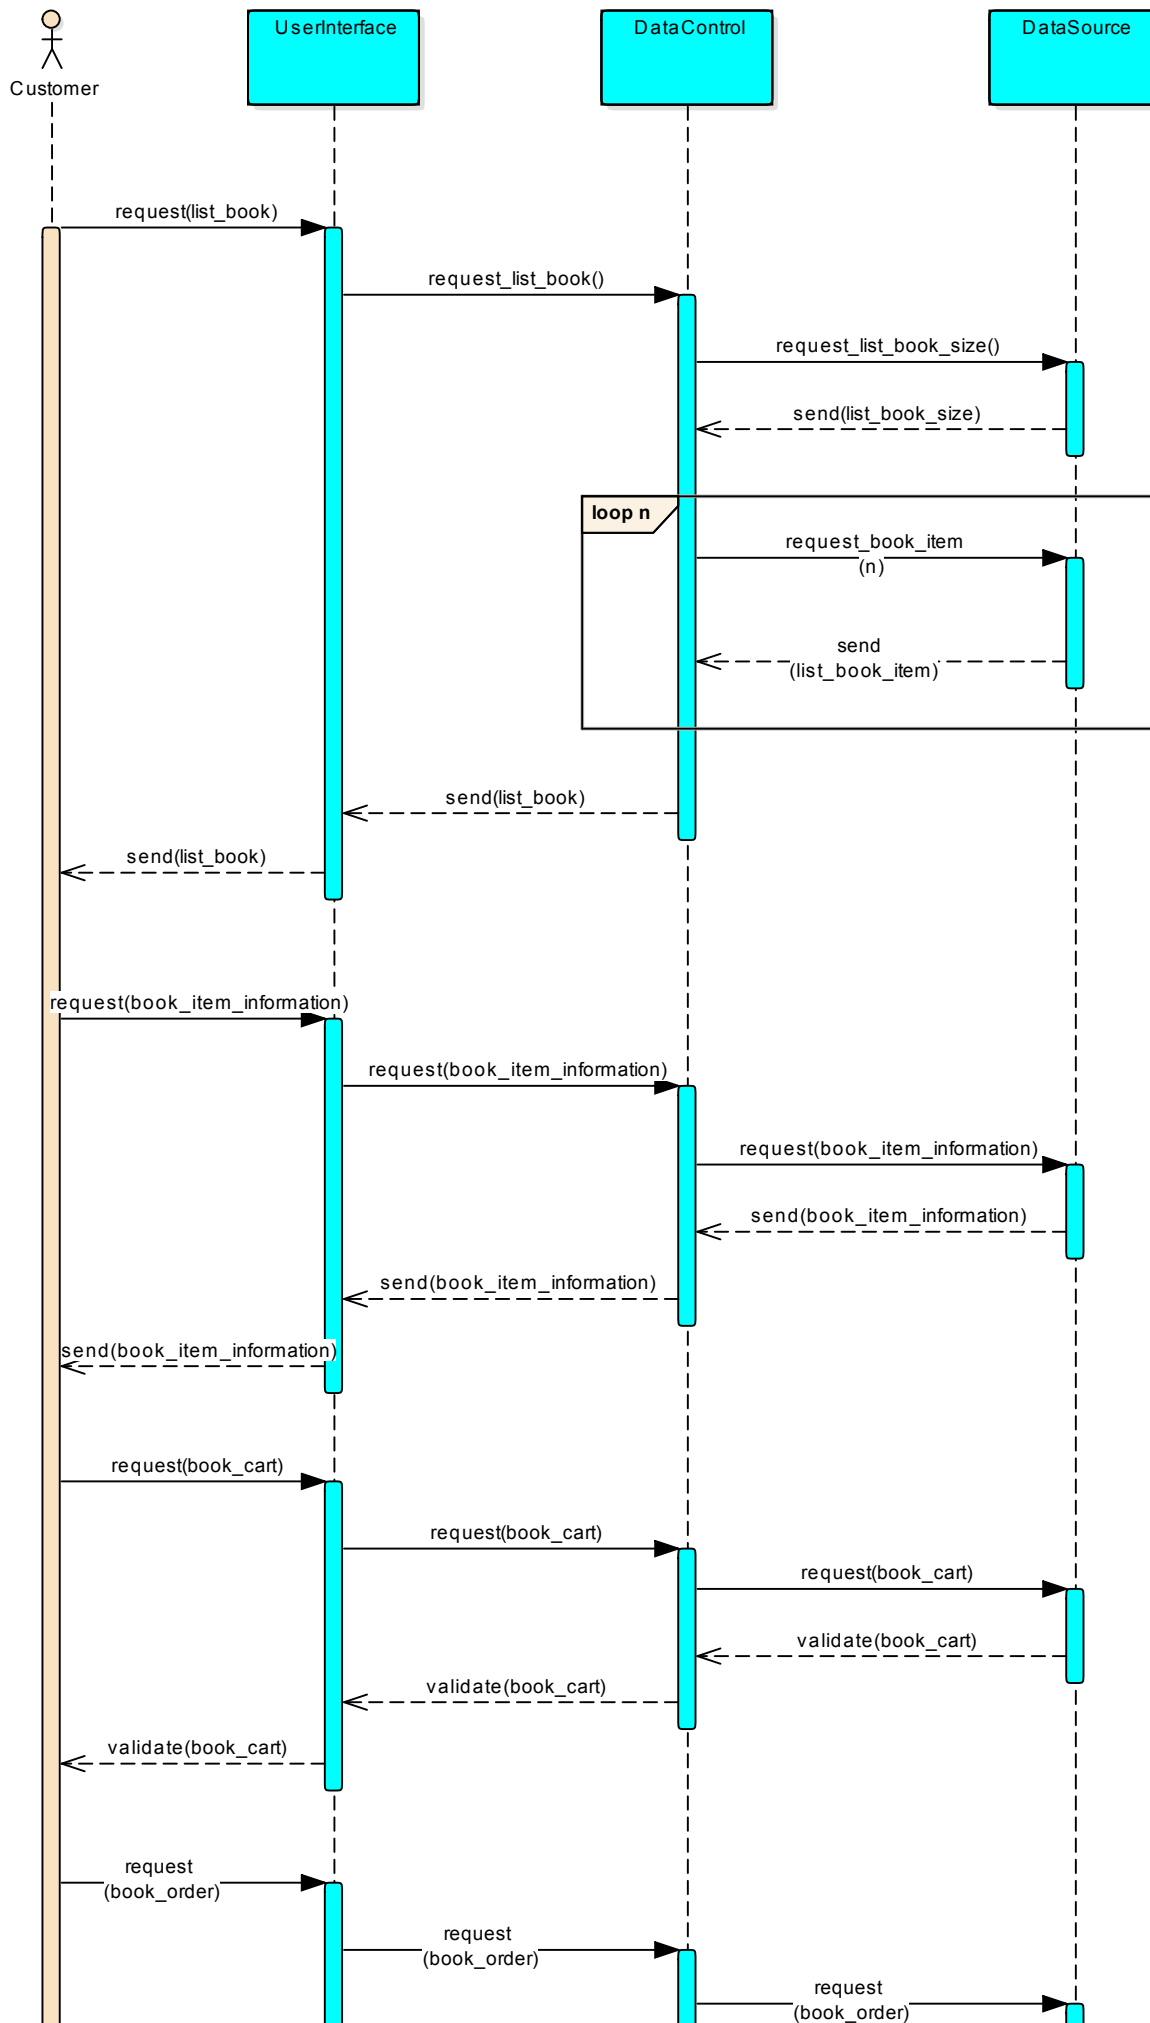 UserInterface
DataControl
DataSource
Customer
request(list_book)
request_list_book()
request_list_book_size()
send(list_book_size)
loop n
request_book_item
(n)
send
(list_book_item)
send(list_book)
send(list_book)
request(book_item_information)
request(book_item_information)
request(book_item_information)
send(book_item_information)
send(book_item_information)
send(book_item_information)
request(book_cart)
request(book_cart)
request(book_cart)
validate(book_cart)
validate(book_cart)
validate(book_cart)
request
(book_order)
request
(book_order)
request
(book_order)